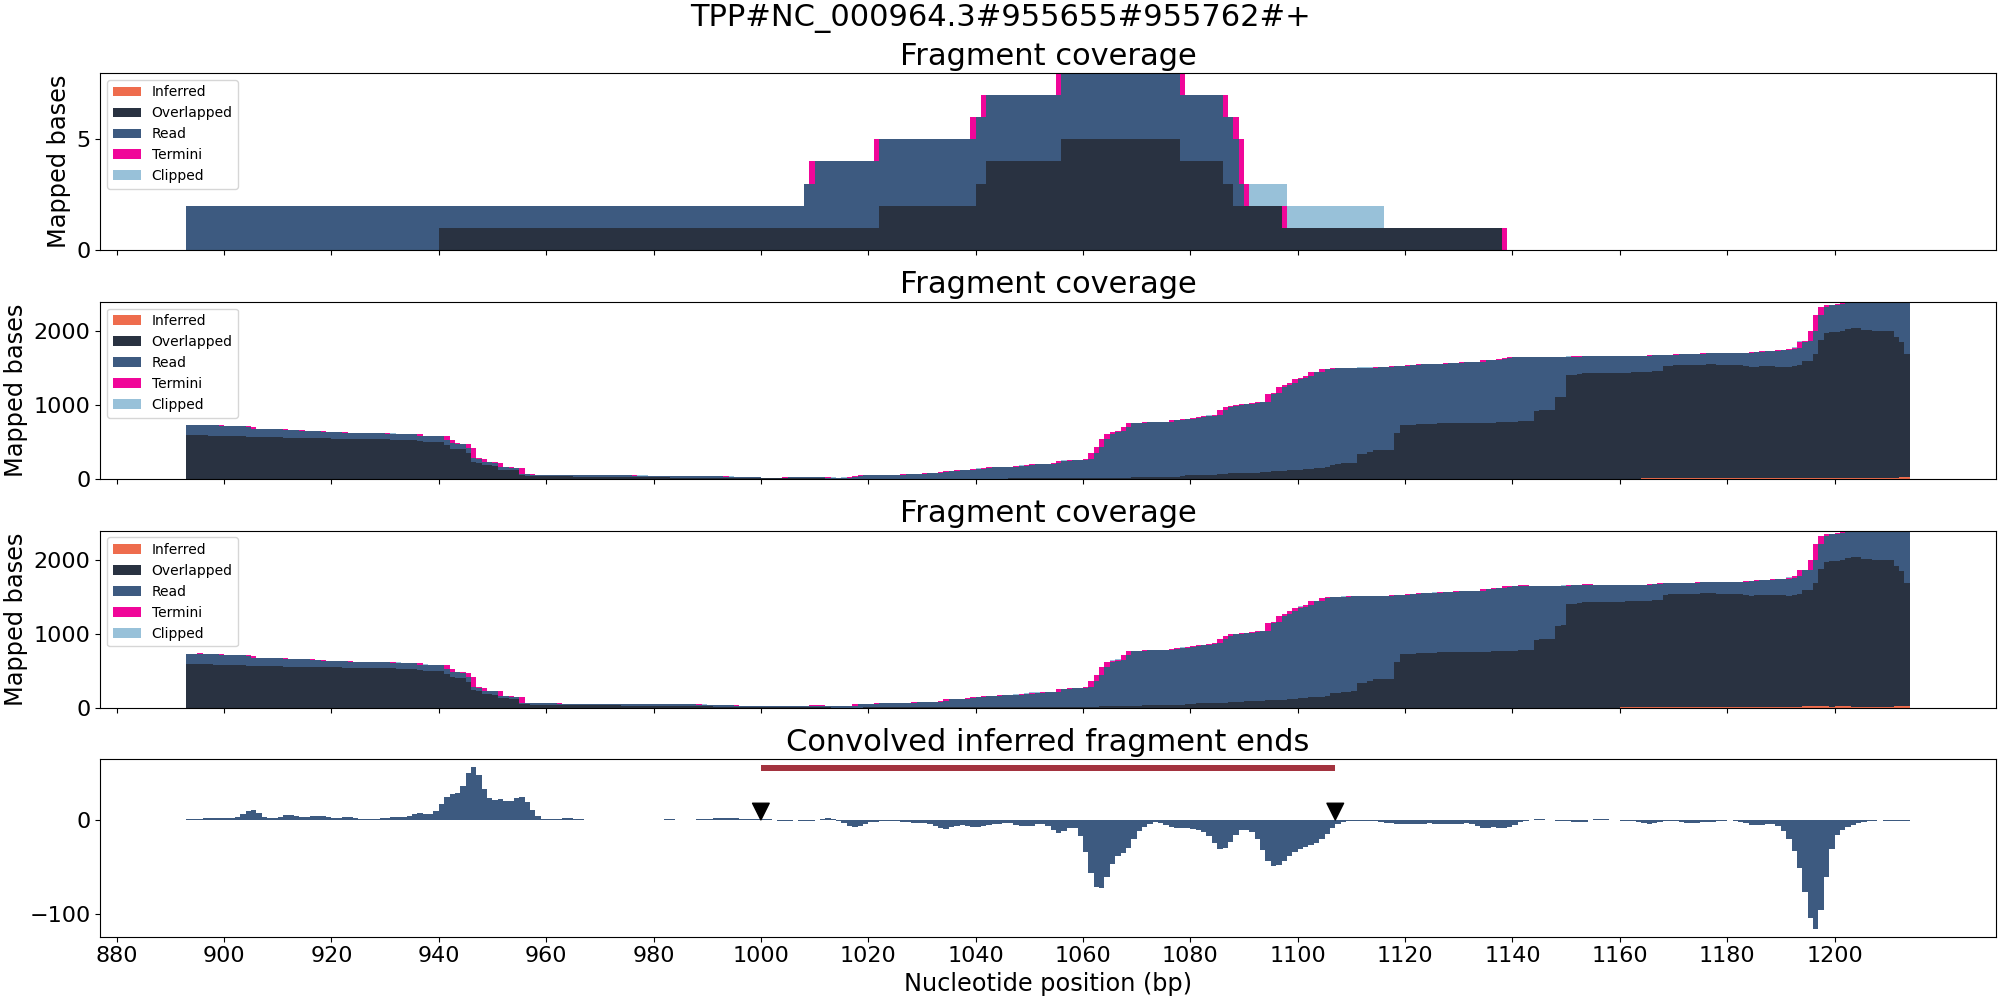 TPP#NC_000964.3#955655#955762#+
Fragment coverage
Mapped bases
5
0
Inferred
Overlapped
Read
Termini
Clipped
Fragment coverage
Mapped bases
2000
1000
0
Inferred
Overlapped
Read
Termini
Clipped
Fragment coverage
Mapped bases
2000
1000
0
Inferred
Overlapped
Read
Termini
Clipped
Convolved inferred fragment ends
0
−100
880 900 920 940 960 980 1000 1020 1040 1060 1080 1100 1120 1140 1160 1180 1200
Nucleotide position (bp)